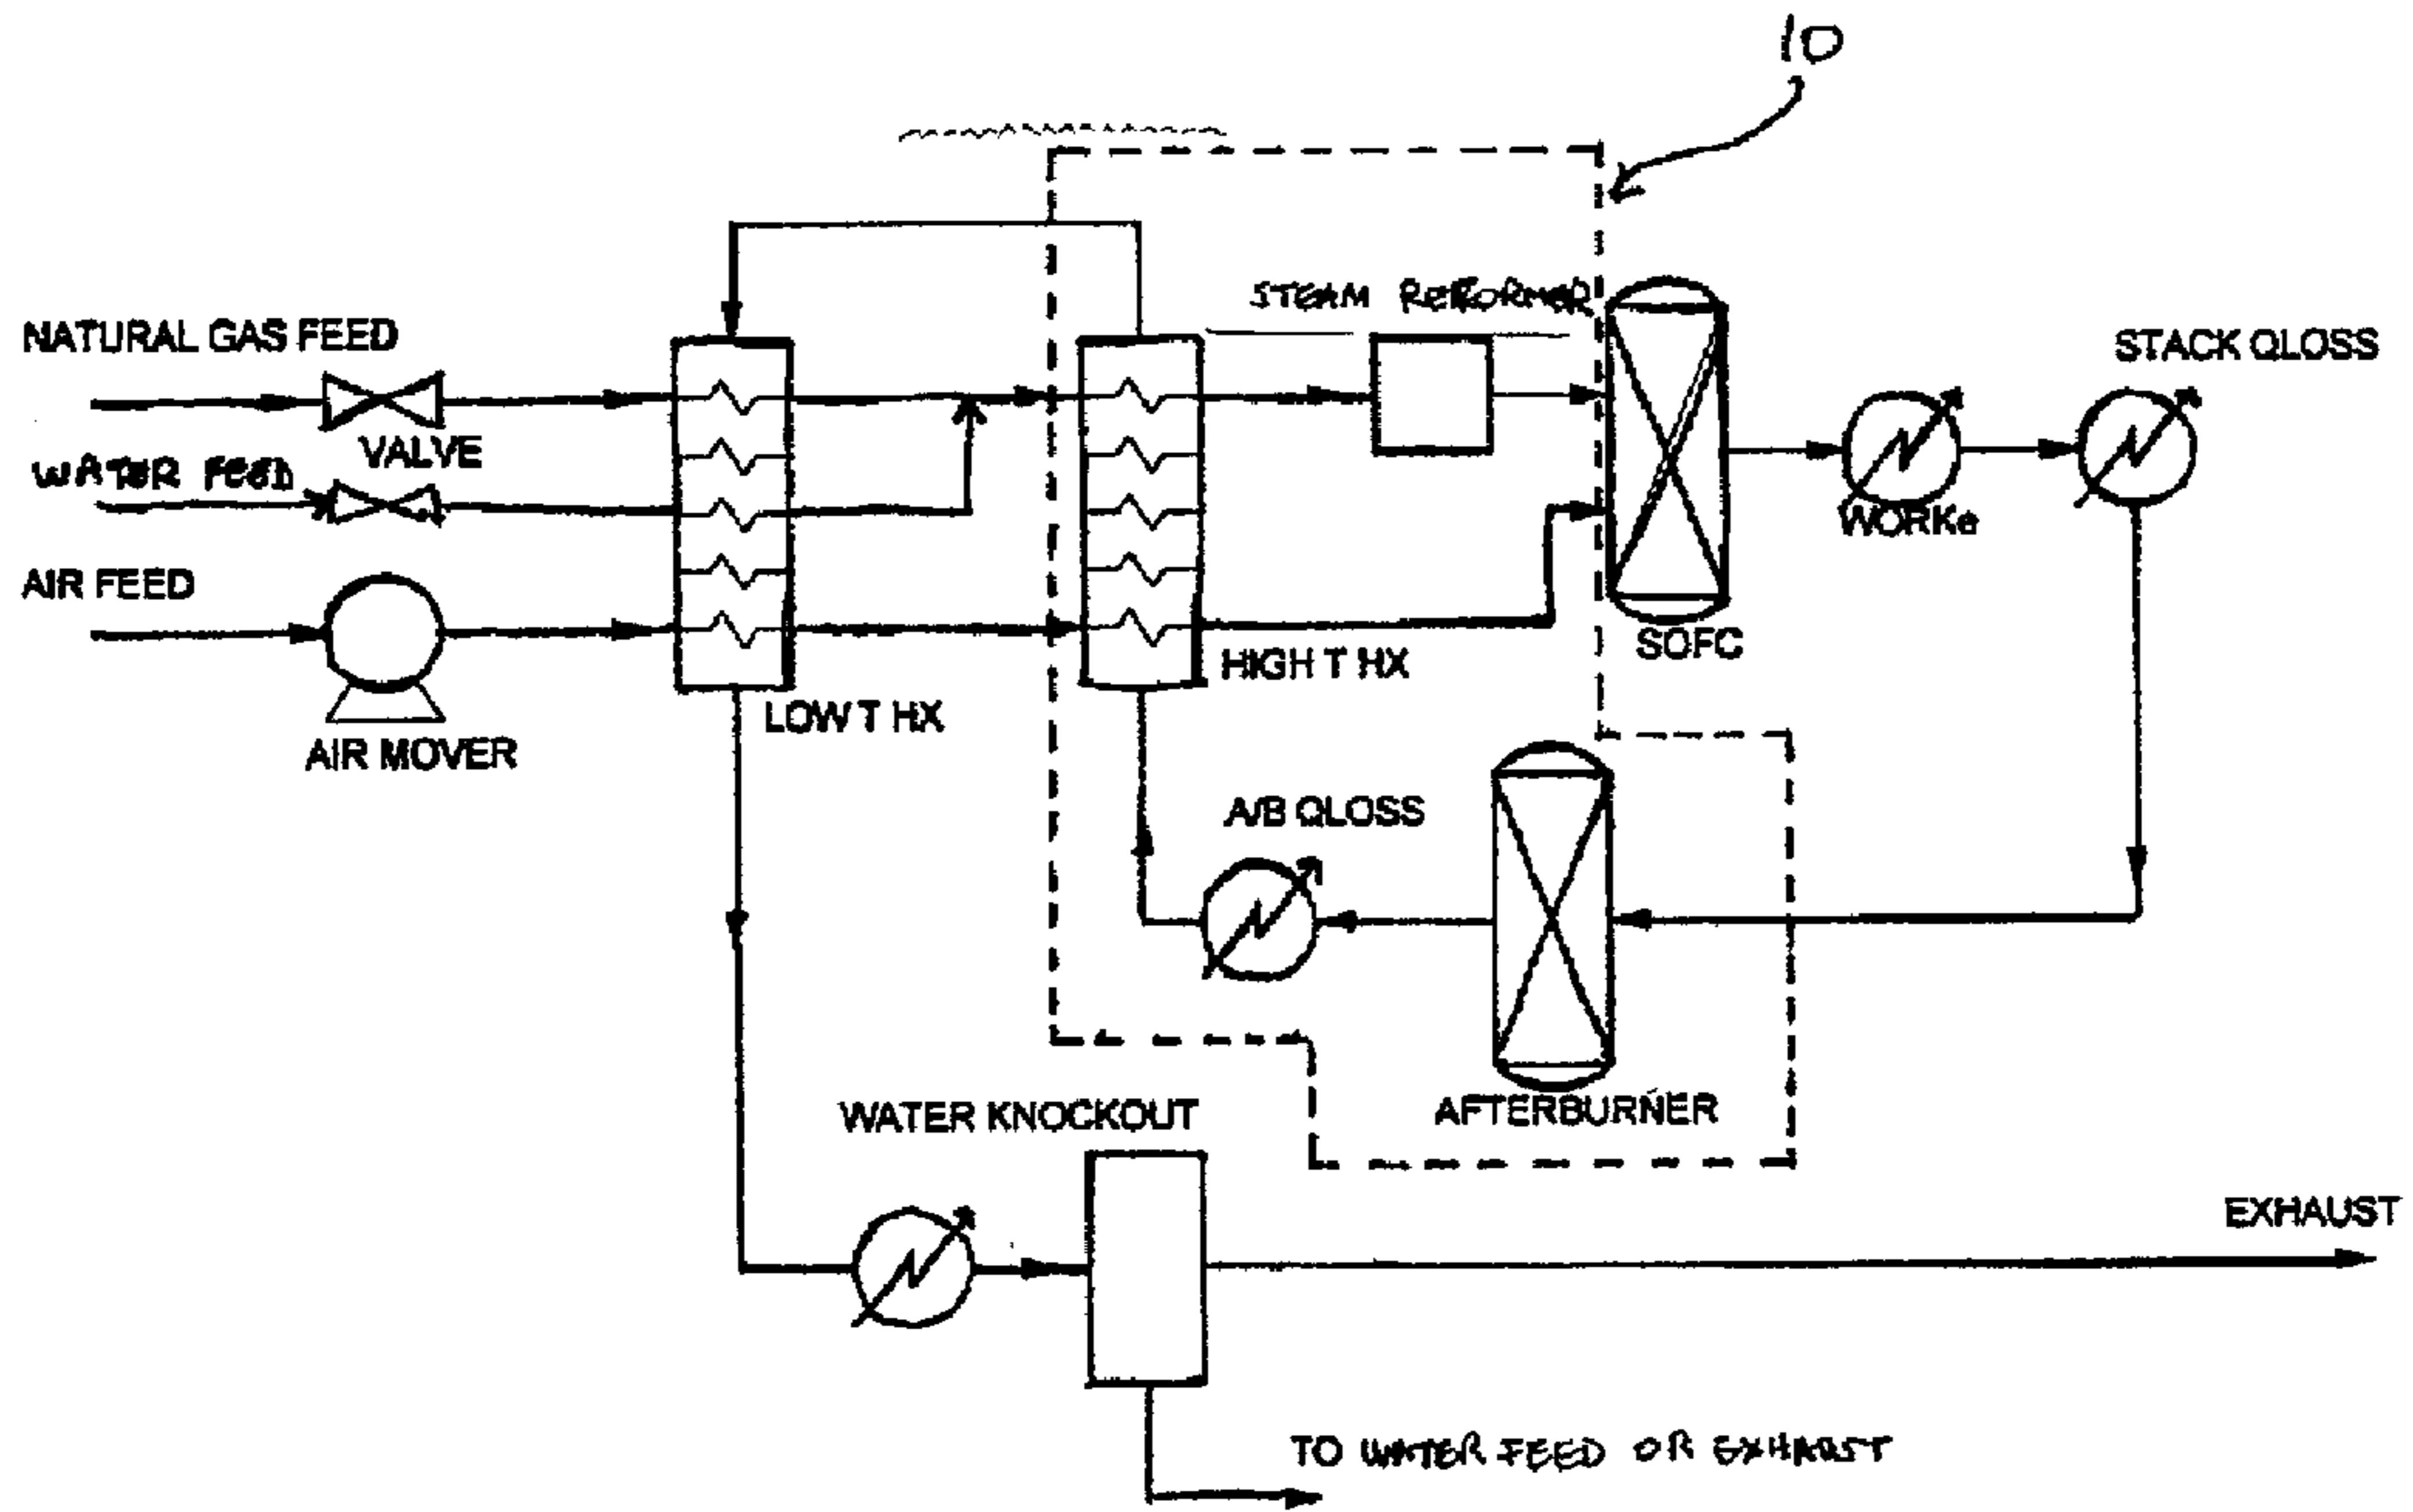 10
STEAM REFORMER
NATURAL GAS FEED
STACK QLOSS
VALVE
WATER FEED
WORKe
AIR FEED
SOFC
HIGH T HX
LOW T HX
AIR MOVER
A/B QLOSS
WATER KNOCKOUT
AFTERBURNER
EXHAUST
TO WATER FEED OR EXHAUST